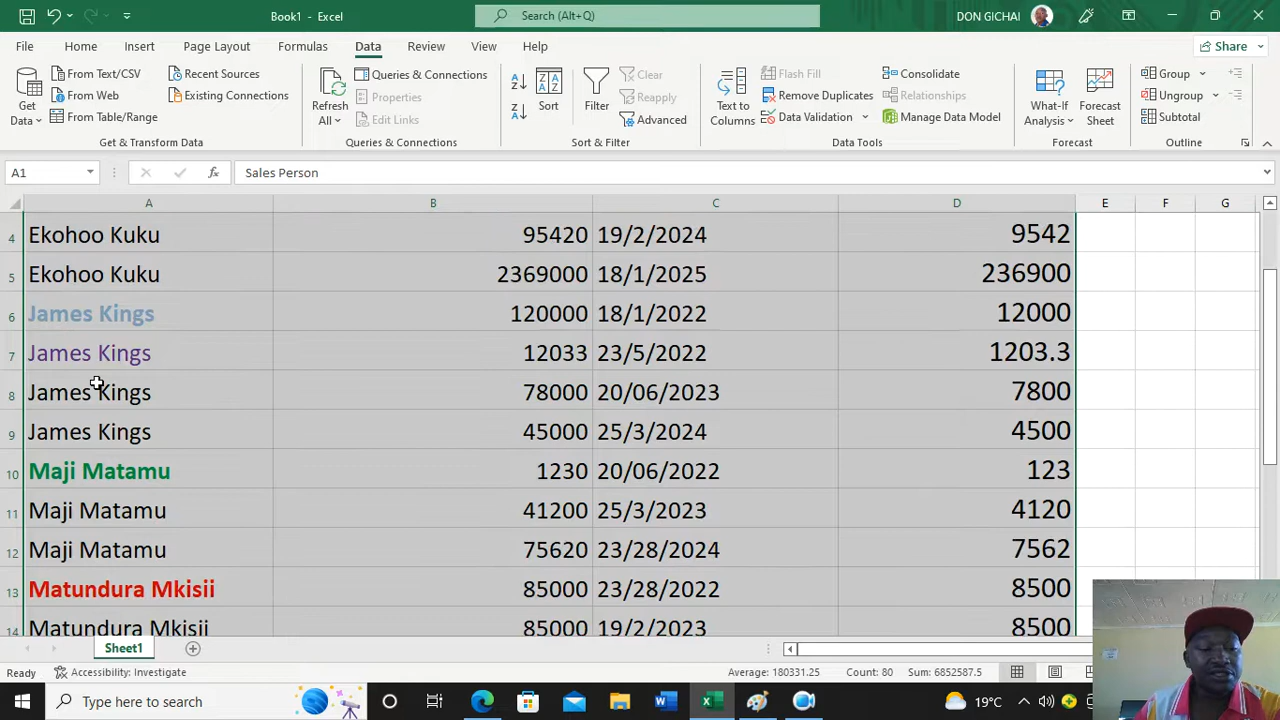 Book1 - Excel
Search (Alt+Q)
DON GICHAI
File Home Insert Page Layout Formulas Data Review View Help
Share
Get Data
From Text/CSV
From Web
From Table/Range
Recent Sources
Existing Connections
Get & Transform Data
Refresh All
Queries & Connections
Properties
Edit Links
Queries & Connections
Sort
Filter
Clear
Reapply
Advanced
Sort & Filter
Text to Columns
Flash Fill
Remove Duplicates
Data Validation
Consolidate
Relationships
Manage Data Model
Data Tools
What-If Analysis
Forecast Sheet
Forecast
Group
Ungroup
Subtotal
Outline
A1
fx
Sales Person
A B C D E F G
4 Ekohoo Kuku 95420 19/2/2024 9542
5 Ekohoo Kuku 2369000 18/1/2025 236900
6 James Kings 120000 18/1/2022 12000
7 James Kings 12033 23/5/2022 1203.3
8 James Kings 78000 20/06/2023 7800
9 James Kings 45000 25/3/2024 4500
10 Maji Matamu 1230 20/06/2022 123
11 Maji Matamu 41200 25/3/2023 4120
12 Maji Matamu 75620 23/28/2024 7562
13 Matundura Mkisii 85000 23/28/2022 8500
14 Matundura Mkisii 85000 19/2/2023 8500
Sheet1
Ready
Accessibility: Investigate
Average: 180331.25 Count: 80 Sum: 6852587.5
Type here to search
19°C